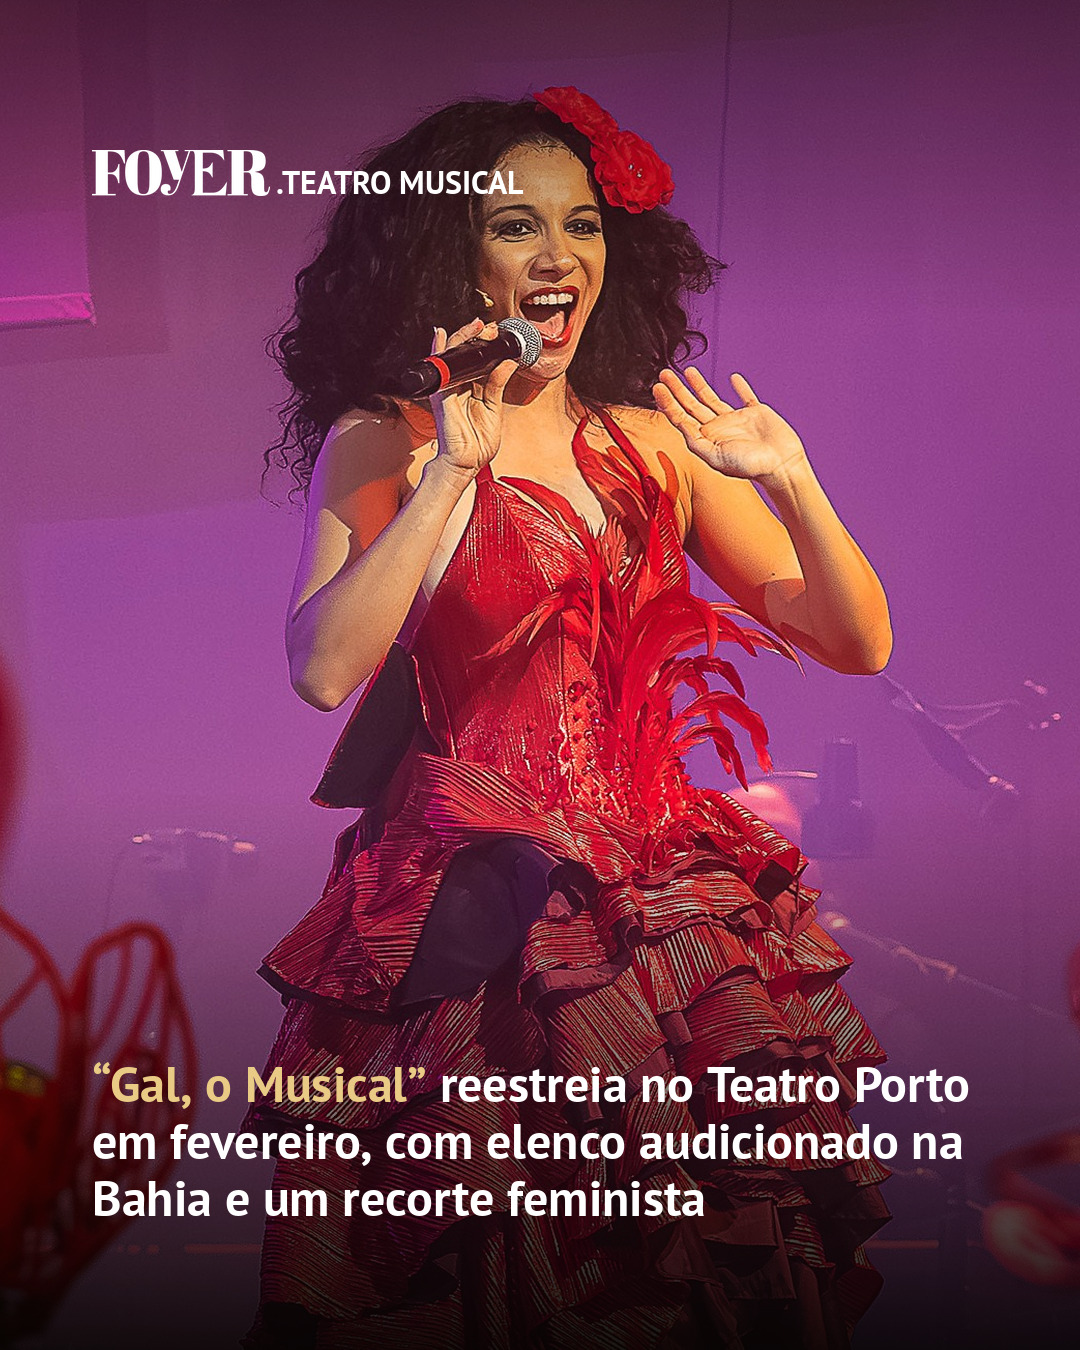 FOYER .TEATRO MUSICAL
“Gal, o Musical” reestreia no Teatro Porto
em fevereiro, com elenco audicionado na
Bahia e um recorte feminista